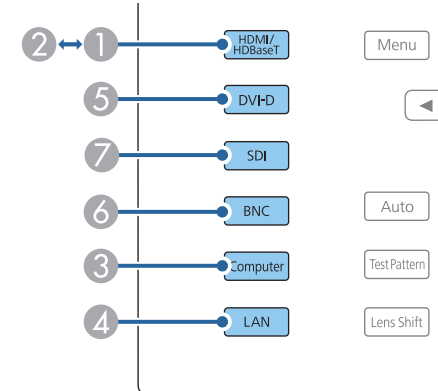 2 ↔ 1
HDMI/
HDBaseT
Menu
5
DVI-D
◄
7
SDI
6
BNC
Auto
3
Computer
Test Pattern
4
LAN
Lens Shift